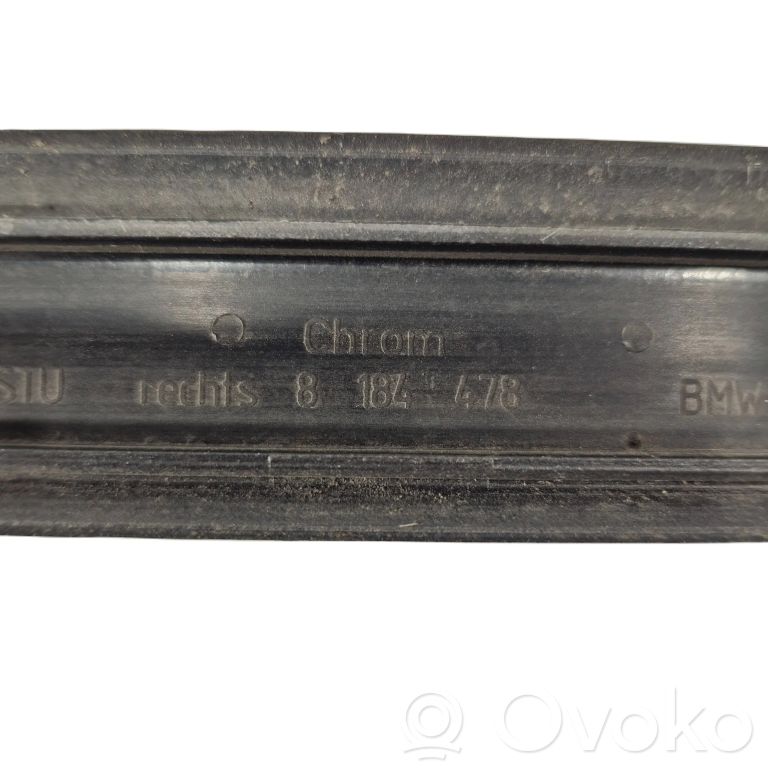 Chrom
STU rechts 8 184 478 BMW
Ovoko